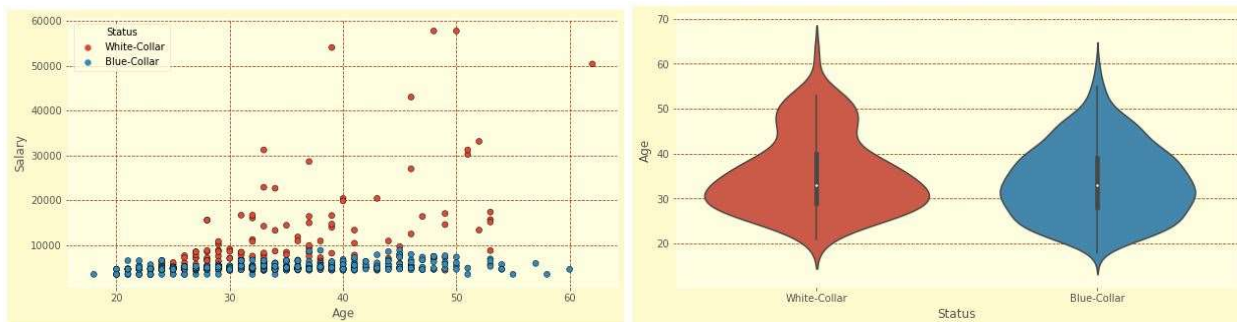 60000
50000
40000
30000
20000
10000
Salary
Status
White-Collar
Blue-Collar
20
30
40
50
60
Age
70
60
50
40
30
20
Age
White-Collar
Blue-Collar
Status